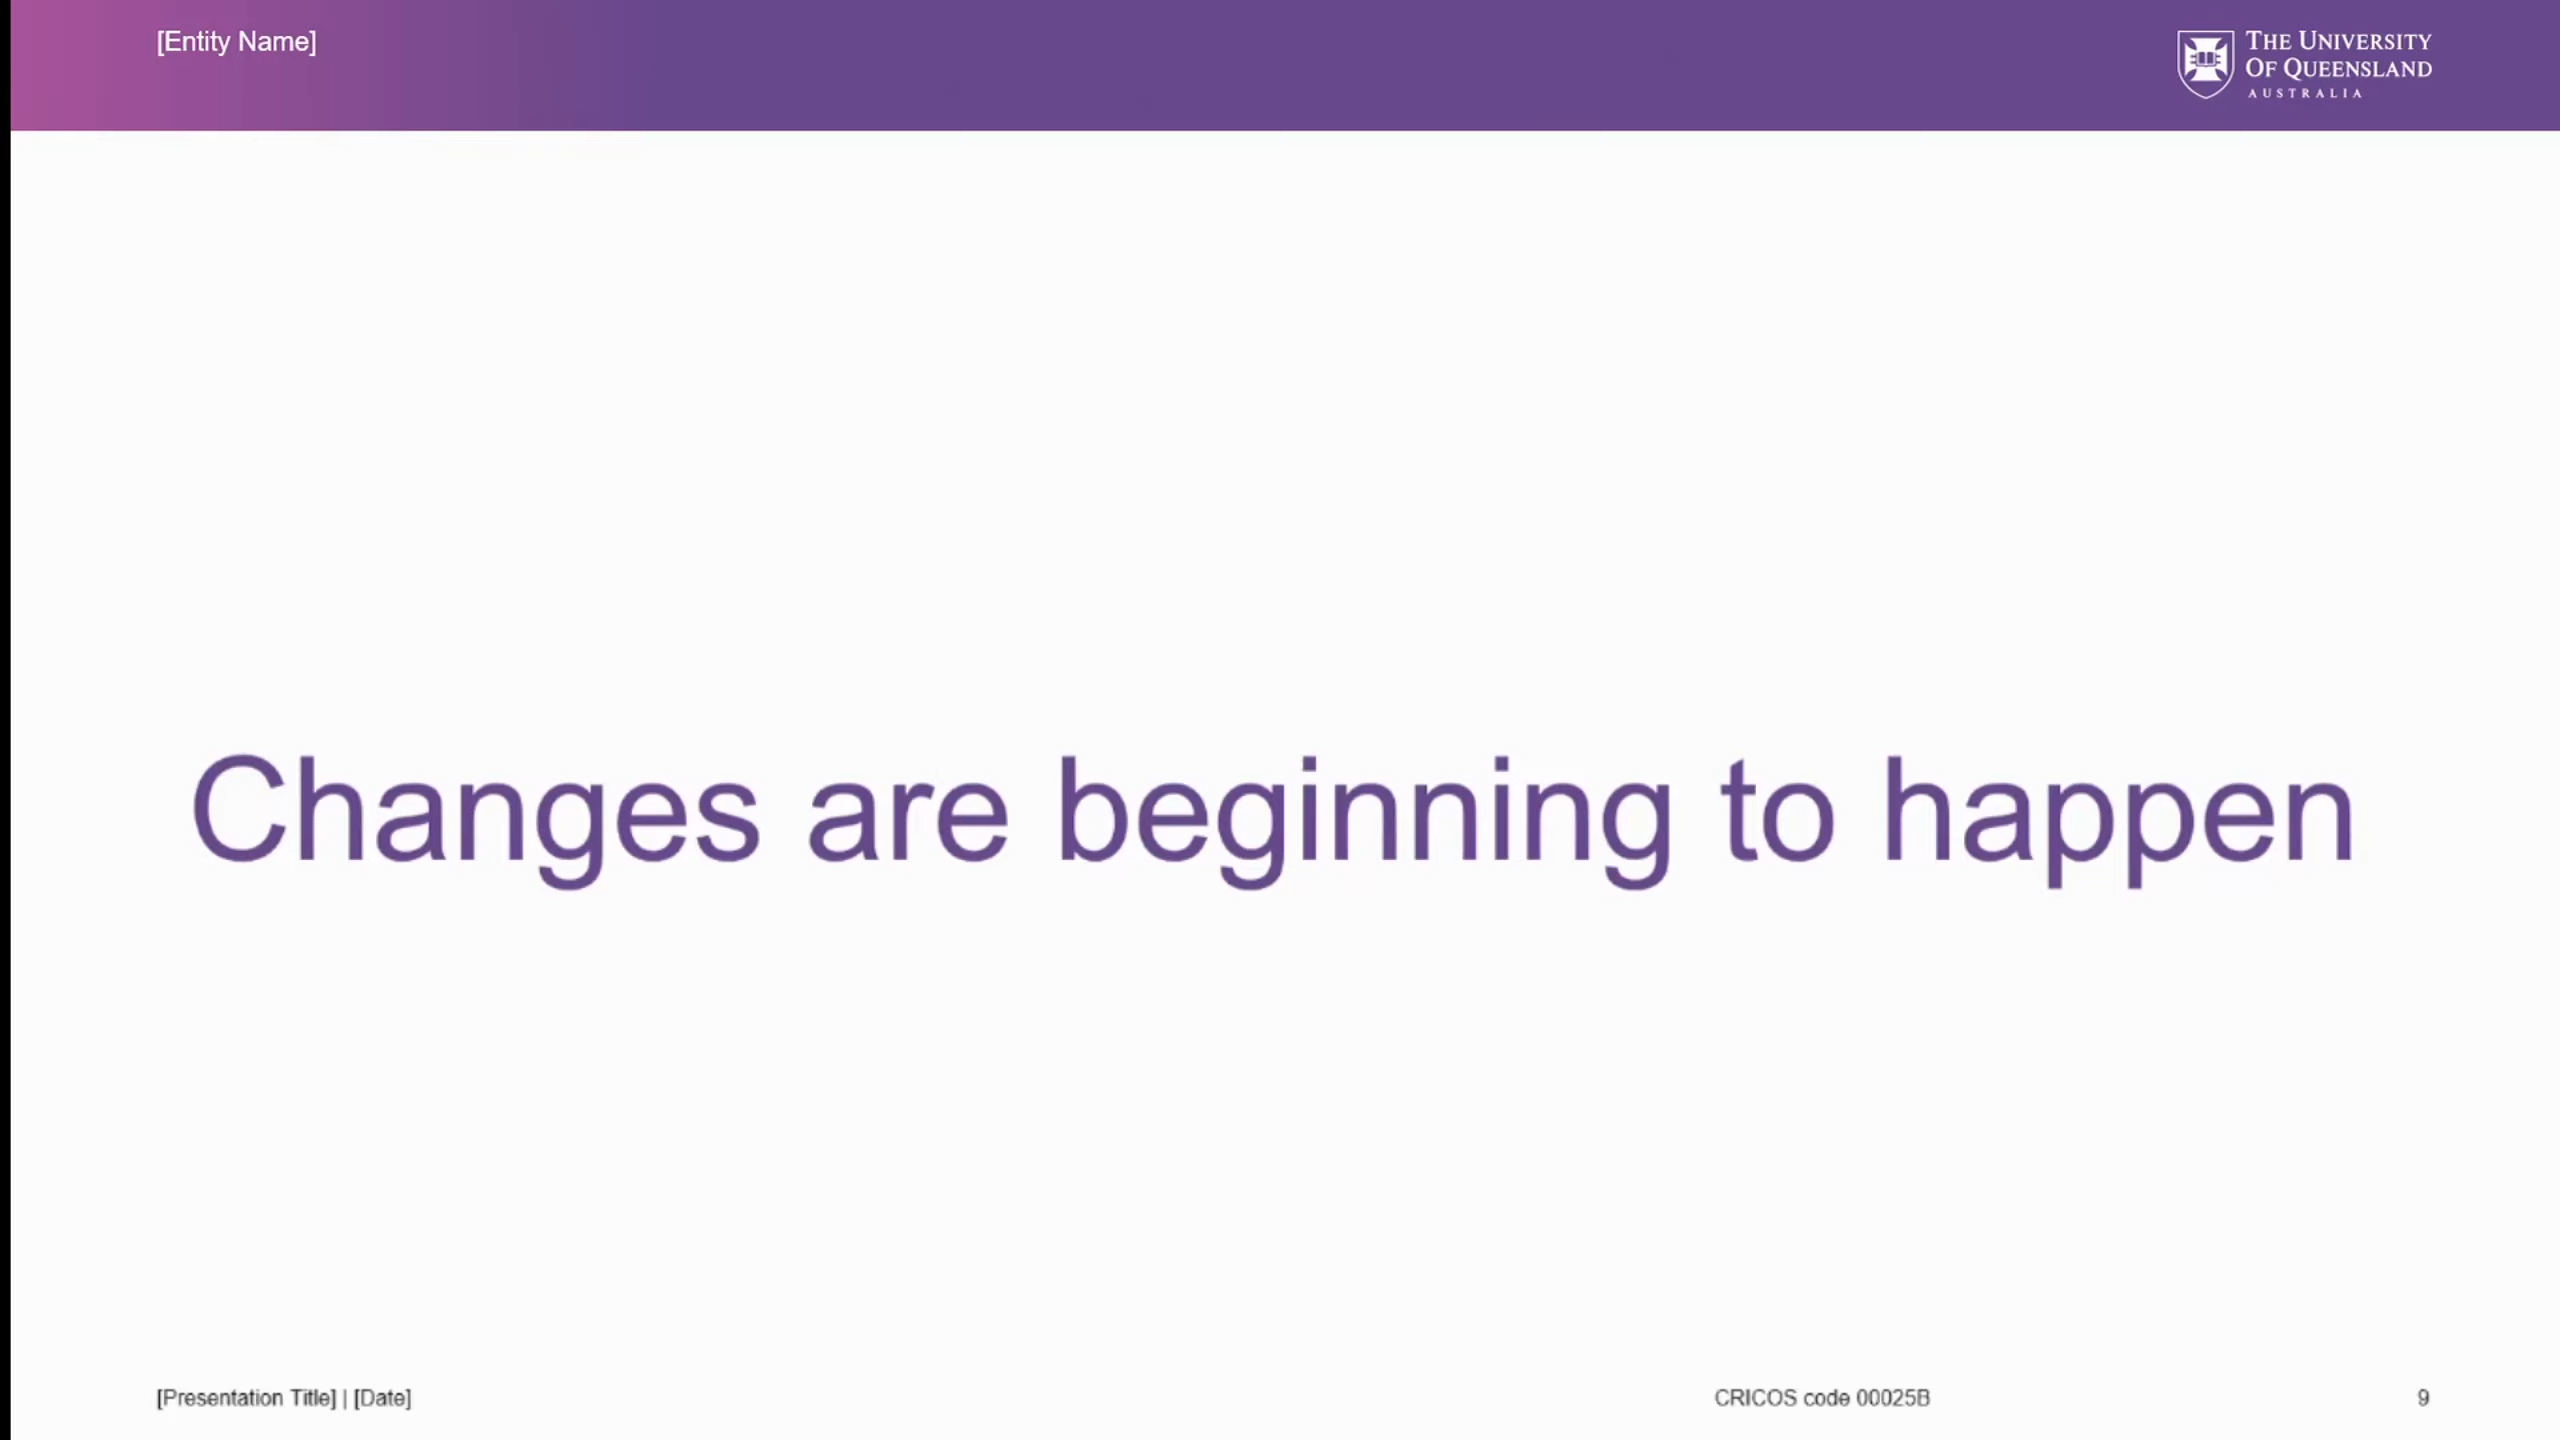 [Entity Name]
THE UNIVERSITY
OF QUEENSLAND
AUSTRALIA
Changes are beginning to happen
[Presentation Title] | [Date]
CRICOS code 00025B
9